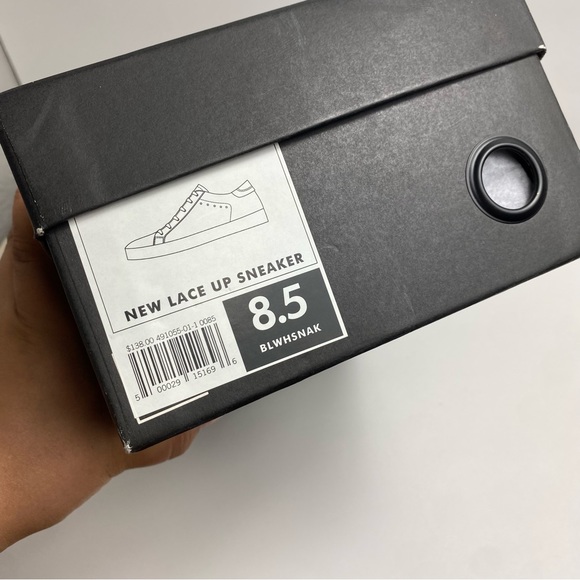 NEW LACE UP SNEAKER
$138.00 491055-01-1 0085
5 00029 15169 6
8.5
BLWHSNAK